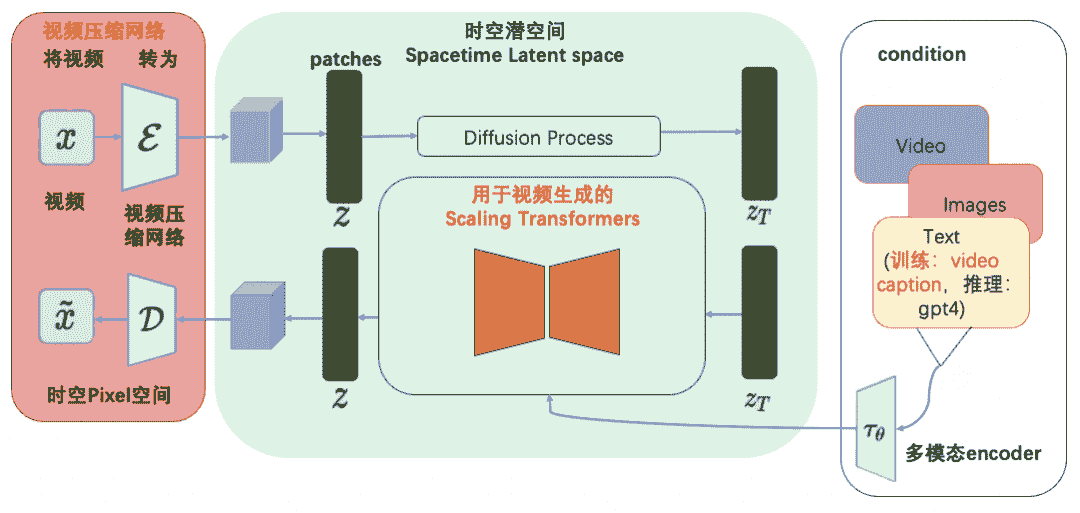 视频压缩网络
将视频 转为
x
ℰ
视频
视频压
缩网络
x̃
𝒟
时空Pixel空间
时空潜空间
Spacetime Latent space
patches
Diffusion Process
z
z_T
用于视频生成的
Scaling Transformers
z
z_T
condition
Video
Images
Text
(训练：video
caption，推理：
gpt4)
τ_θ
多模态encoder